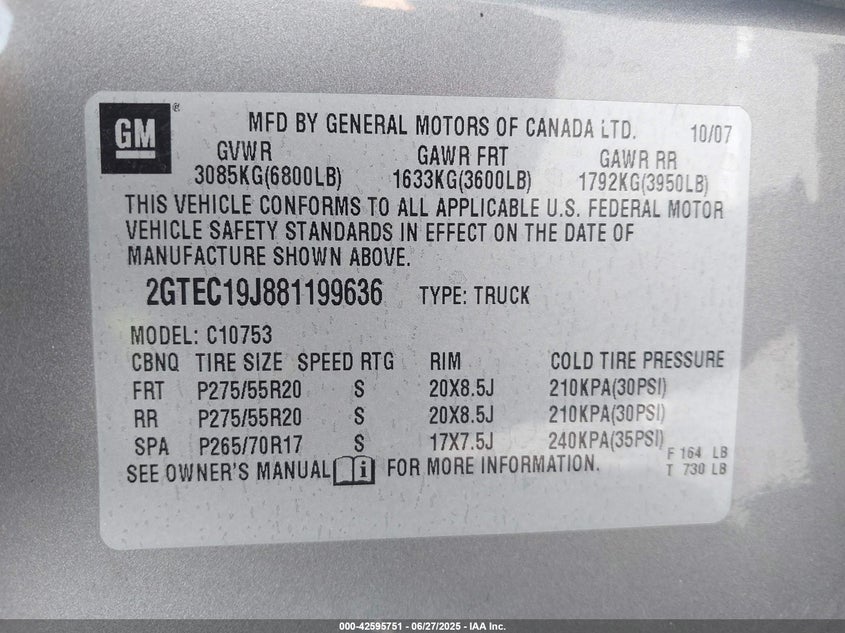 GM ®
MFD BY GENERAL MOTORS OF CANADA LTD. 10/07
GVWR GAWR FRT GAWR RR
3085KG(6800LB) 1633KG(3600LB) 1792KG(3950LB)
THIS VEHICLE CONFORMS TO ALL APPLICABLE U.S. FEDERAL MOTOR
VEHICLE SAFETY STANDARDS IN EFFECT ON THE DATE OF
MANUFACTURE SHOWN ABOVE.
2GTEC19J881199636 TYPE: TRUCK
MODEL: C10753
CBNQ TIRE SIZE SPEED RTG RIM COLD TIRE PRESSURE
FRT P275/55R20 S 20X8.5J 210KPA(30PSI)
RR P275/55R20 S 20X8.5J 210KPA(30PSI)
SPA P265/70R17 S 17X7.5J 240KPA(35PSI)
F 164 LB
SEE OWNER'S MANUAL i FOR MORE INFORMATION.
T 730 LB
000-42595751 - 06/27/2025 - IAA Inc.